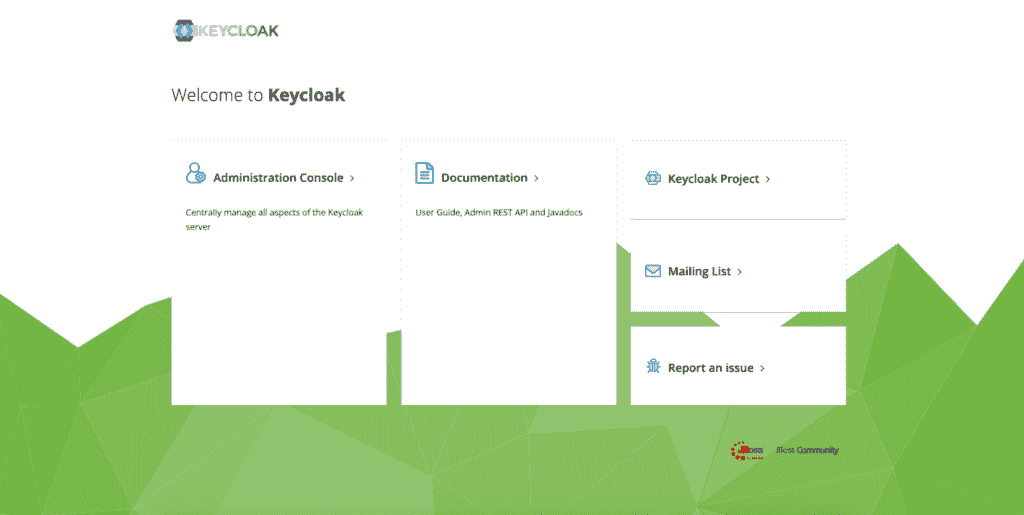 KEYCLOAK
Welcome to Keycloak
Administration Console
Centrally manage all aspects of the Keycloak
server
Documentation
User Guide, Admin REST API and Javadocs
Keycloak Project
Mailing List
Report an issue
JBoss Community